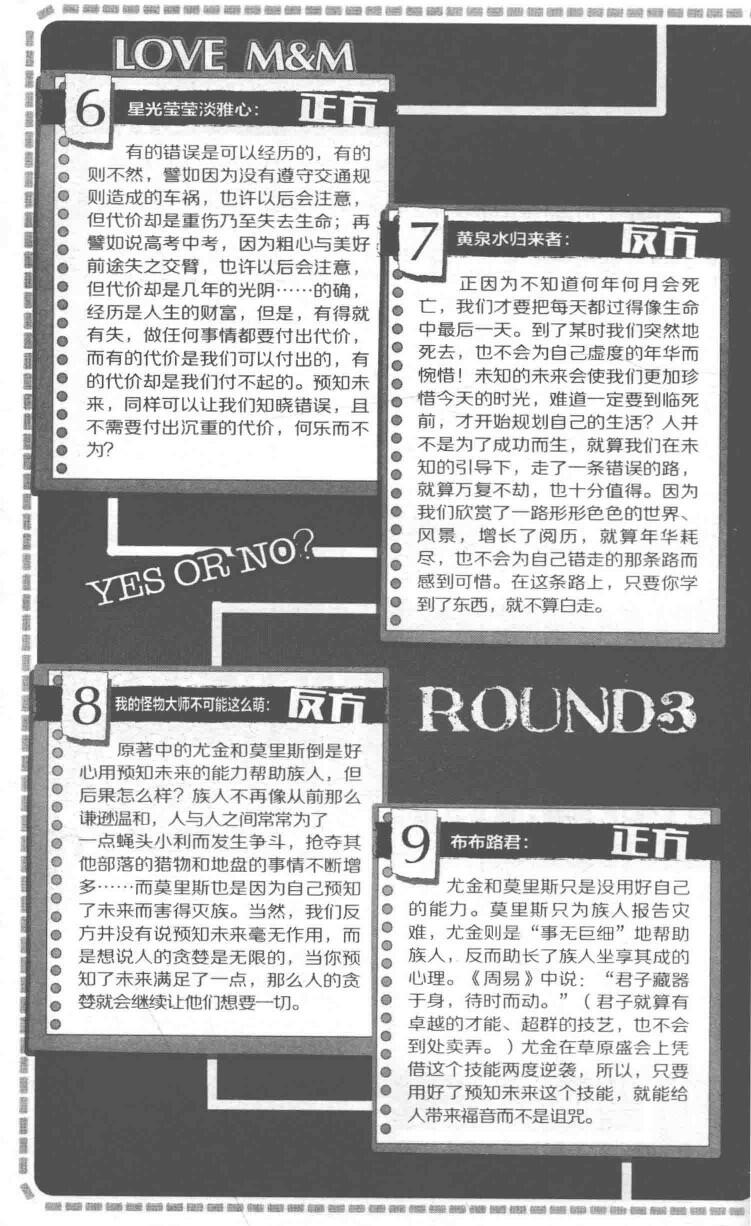 LOVE M&M
6 星光莹莹淡雅心： 正方
有的错误是可以经历的，有的
则不然，譬如因为没有遵守交通规
则造成的车祸，也许以后会注意，
但代价却是重伤乃至失去生命；再
譬如说高考中考，因为粗心与美好
前途失之交臂，也许以后会注意，
但代价却是几年的光阴……的确，
经历是人生的财富，但是，有得就
有失，做任何事情都要付出代价，
而有的代价是我们可以付出的，有
的代价却是我们付不起的。预知未
来，同样可以让我们知晓错误，且
不需要付出沉重的代价，何乐而不
为？
7 黄泉水归来者： 反方
正因为不知道何年何月会死
亡，我们才要把每天都过得像生命
中最后一天。到了某时我们突然地
死去，也不会为自己虚度的年华而
惋惜！未知的未来会使我们更加珍
惜今天的时光，难道一定要到临死
前，才开始规划自己的生活？人并
不是为了成功而生，就算我们在未
知的引导下，走了一条错误的路，
就算万复不劫，也十分值得。因为
我们欣赏了一路形形色色的世界、
风景，增长了阅历，就算年华耗
尽，也不会为自己错走的那条路而
感到可惜。在这条路上，只要你学
到了东西，就不算白走。
YES OR NO?
8 我的怪物大师不可能这么萌： 反方
原著中的尤金和莫里斯倒是好
心用预知未来的能力帮助族人，但
后果怎么样？族人不再像从前那么
谦逊温和，人与人之间常常为了
一点蝇头小利而发生争斗，抢夺其
他部落的猎物和地盘的事情不断增
多……而莫里斯也是因为自己预知
了未来而害得灭族。当然，我们反
方并没有说预知未来毫无作用，而
是想说人的贪婪是无限的，当你预
知了未来满足了一点，那么人的贪
婪就会继续让他们想要一切。
ROUND3
9 布布路君： 正方
尤金和莫里斯只是没用好自己
的能力。莫里斯只为族人报告灾
难，尤金则是“事无巨细”地帮助
族人，反而助长了族人坐享其成的
心理。《周易》中说：“君子藏器
于身，待时而动。”（君子就算有
卓越的才能、超群的技艺，也不会
到处卖弄。）尤金在草原盛会上凭
借这个技能两度逆袭，所以，只要
用好了预知未来这个技能，就能给
人带来福音而不是诅咒。